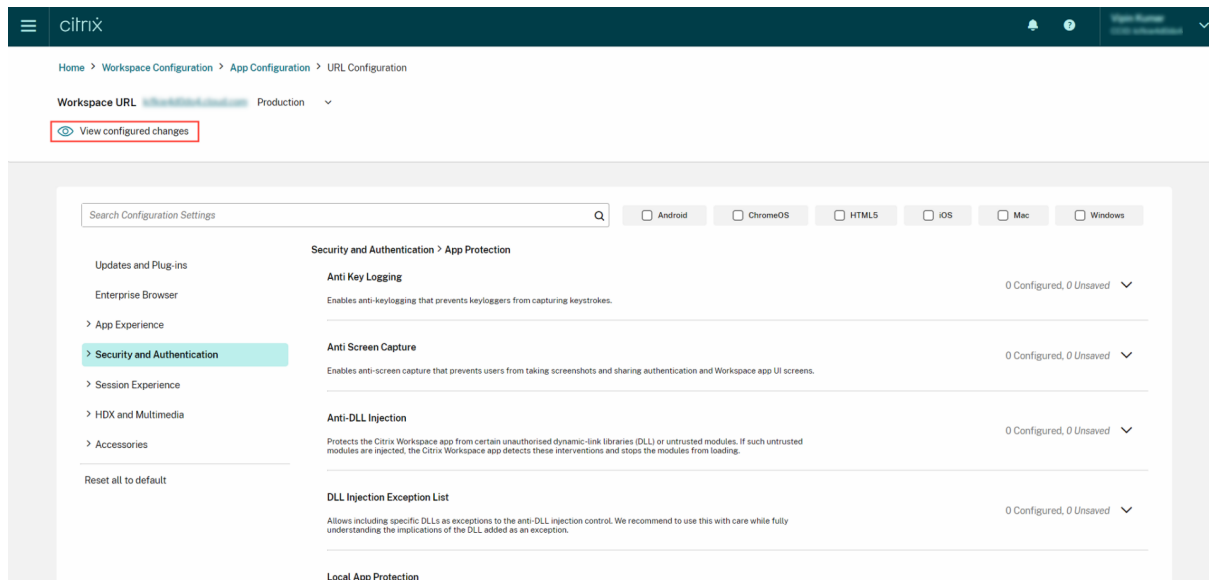 citrix
Home > Workspace Configuration > App Configuration > URL Configuration
Workspace URL Production
View configured changes
Search Configuration Settings
Android ChromeOS HTML5 iOS Mac Windows
Updates and Plug-ins
Enterprise Browser
App Experience
Security and Authentication
Session Experience
HDX and Multimedia
Accessories
Reset all to default
Security and Authentication > App Protection
Anti Key Logging
Enables anti-keylogging that prevents keyloggers from capturing keystrokes.
0 Configured, 0 Unsaved
Anti Screen Capture
Enables anti-screen capture that prevents users from taking screenshots and sharing authentication and Workspace app UI screens.
0 Configured, 0 Unsaved
Anti-DLL Injection
Protects the Citrix Workspace app from certain unauthorised dynamic-link libraries (DLL) or untrusted modules. If such untrusted
modules are injected, the Citrix Workspace app detects these interventions and stops the modules from loading.
0 Configured, 0 Unsaved
DLL Injection Exception List
Allows including specific DLLs as exceptions to the anti-DLL injection control. We recommend to use this with care while fully
understanding the implications of the DLL added as an exception.
0 Configured, 0 Unsaved
Local App Protection